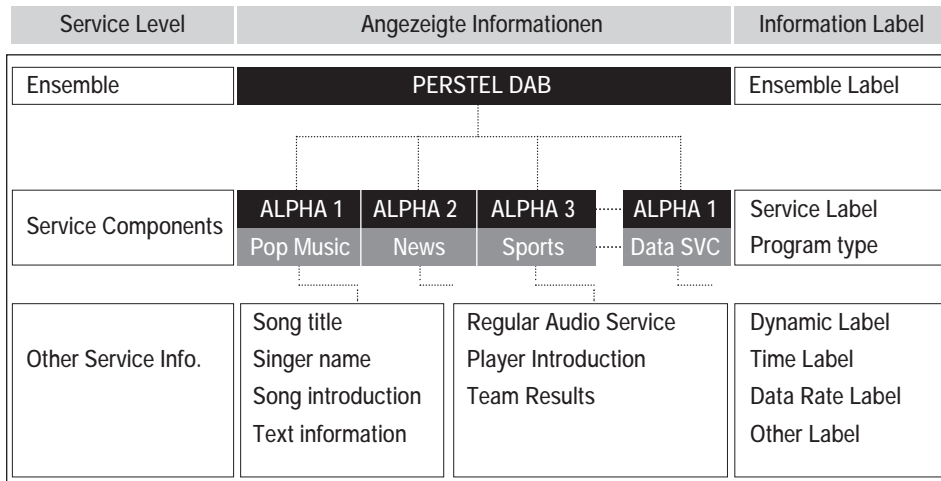 Service Level Angezeigte Informationen Information Label
Ensemble PERSTEL DAB Ensemble Label
Service Components
ALPHA 1 ALPHA 2 ALPHA 3 ALPHA 1
Pop Music News Sports Data SVC
Service Label
Program type
Other Service Info.
Song title
Singer name
Song introduction
Text information
Regular Audio Service
Player Introduction
Team Results
Dynamic Label
Time Label
Data Rate Label
Other Label